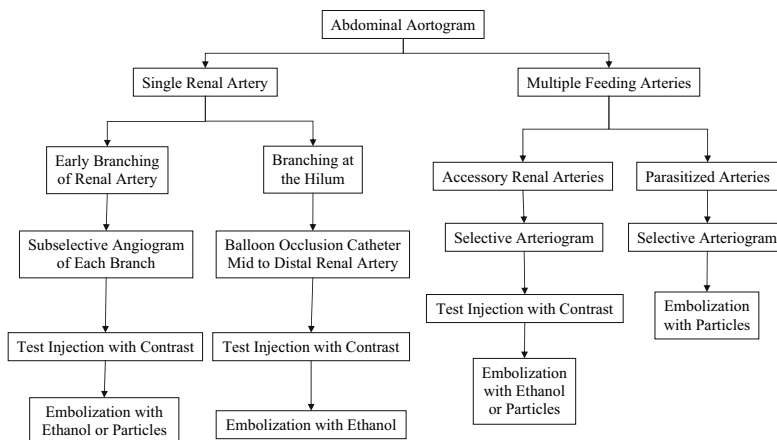 Abdominal Aortogram
Single Renal Artery
Multiple Feeding Arteries
Early Branching
of Renal Artery
Branching at
the Hilum
Accessory Renal Arteries
Parasitized Arteries
Subselective Angiogram
of Each Branch
Balloon Occlusion Catheter
Mid to Distal Renal Artery
Selective Arteriogram
Selective Arteriogram
Test Injection with Contrast
Test Injection with Contrast
Test Injection with Contrast
Embolization
with Particles
Embolization with
Ethanol or Particles
Embolization with Ethanol
Embolization
with Ethanol
or Particles